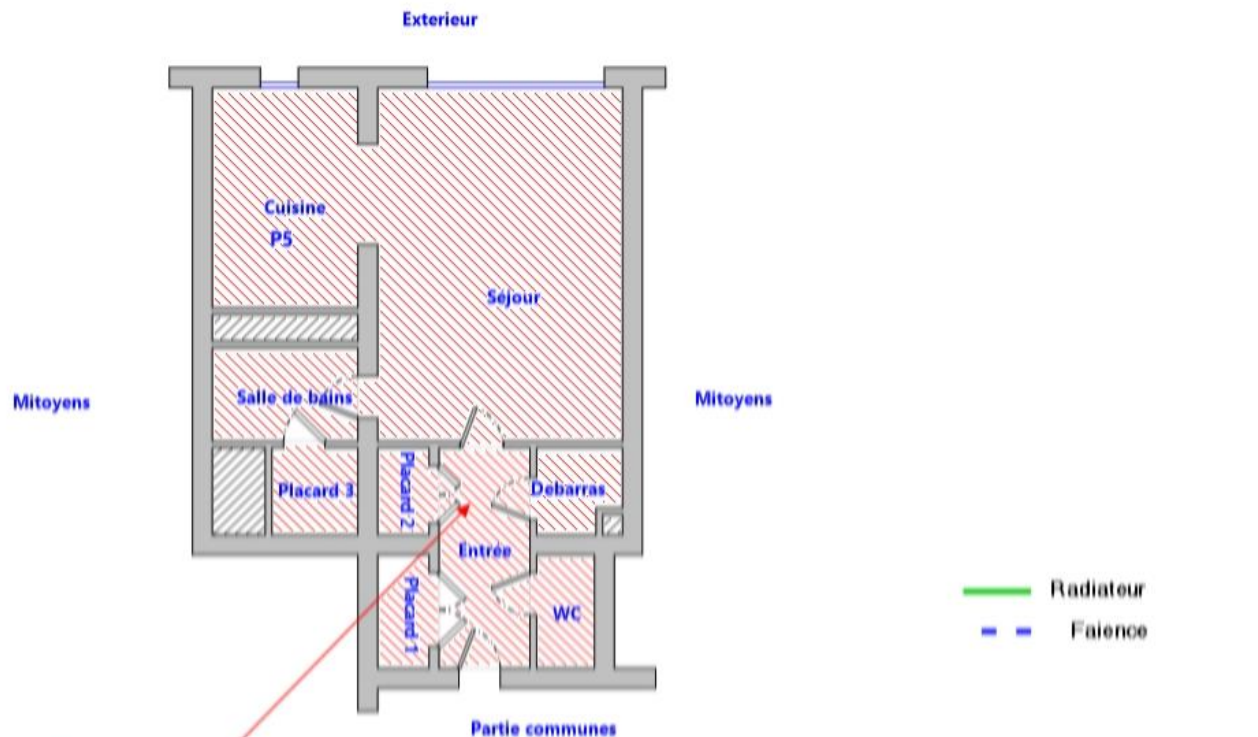 Exterieur
Cuisine
P5
Séjour
Mitoyens
Salle de bains
Mitoyens
Placard 3
Placard 2
Debarras
Entrée
Placard 1
WC
Radiateur
Faience
Partie communes